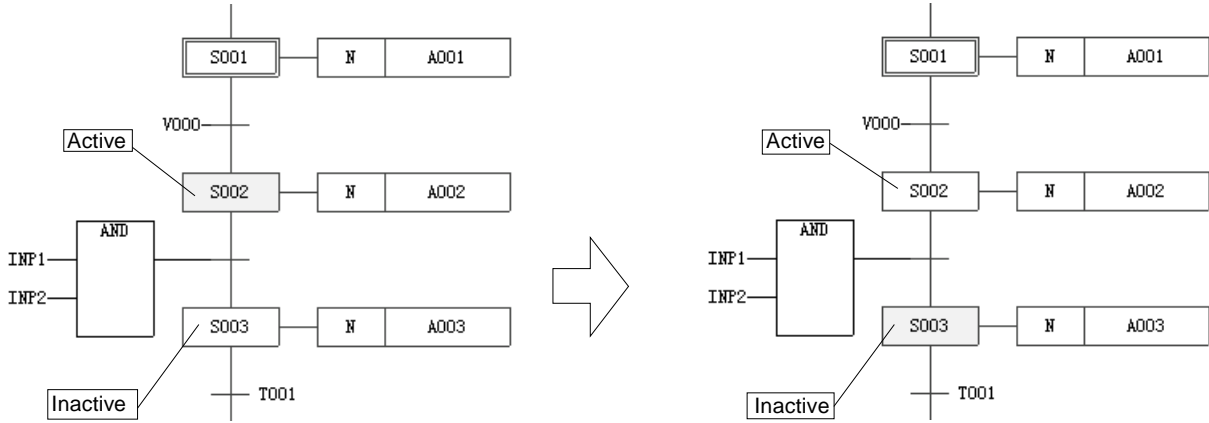 S001 N A001
V000
Active
S002 N A002
AND
INP1
INP2
S003 N A003
Inactive
T001
S001 N A001
V000
Active
S002 N A002
AND
INP1
INP2
S003 N A003
Inactive
T001